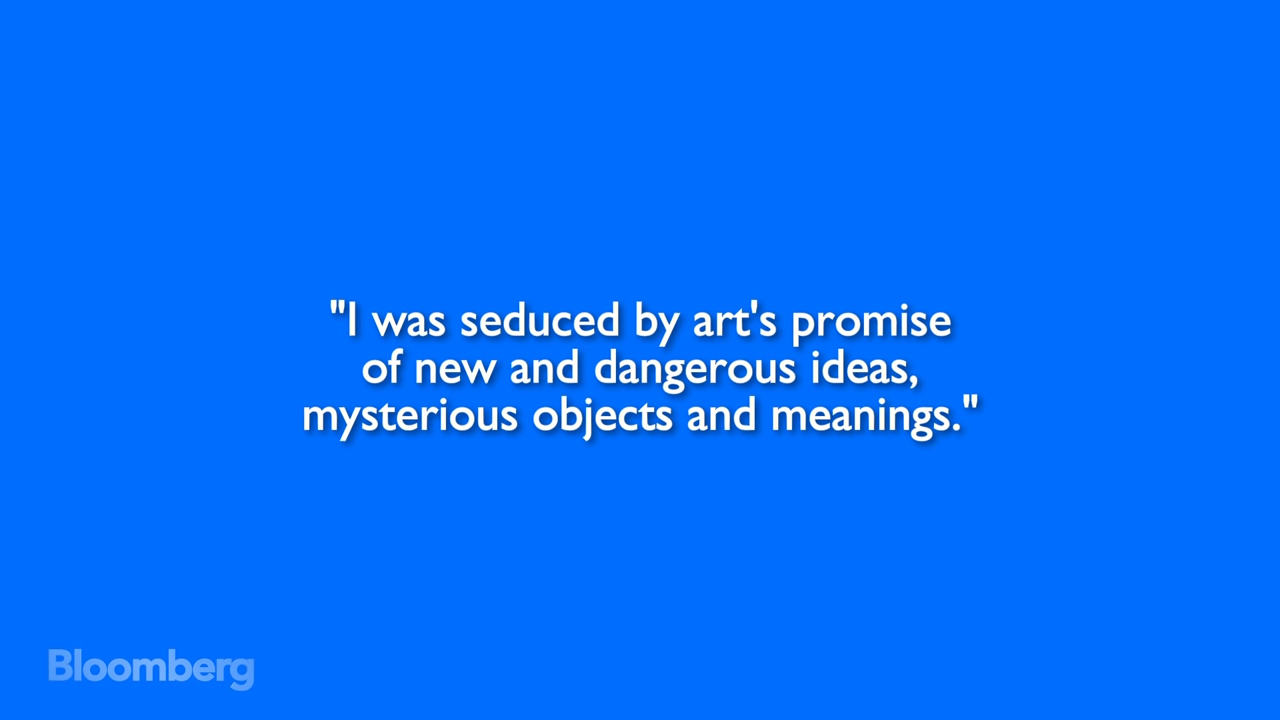 "I was seduced by art's promise
of new and dangerous ideas,
mysterious objects and meanings."
Bloomberg